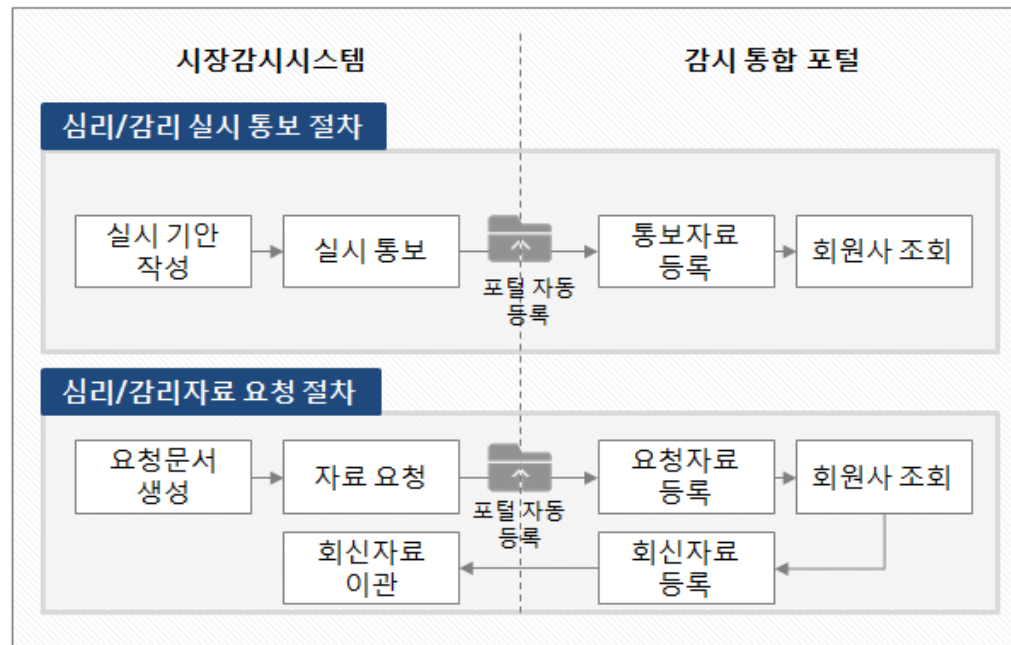 시장감시시스템
감시 통합 포털
심리/감리 실시 통보 절차
실시 기안
작성
실시 통보
포털 자동
등록
통보자료
등록
회원사 조회
심리/감리자료 요청 절차
요청문서
생성
자료 요청
포털 자동
등록
요청자료
등록
회원사 조회
회신자료
이관
회신자료
등록